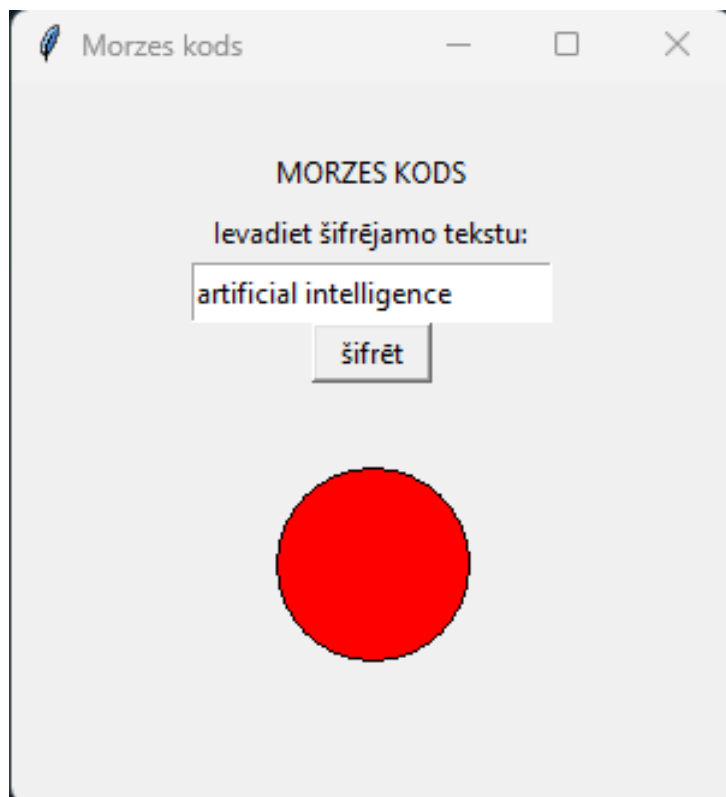 Morzes kods
MORZES KODS
Ievadiet šifrējamo tekstu:
artificial intelligence
šifrēt